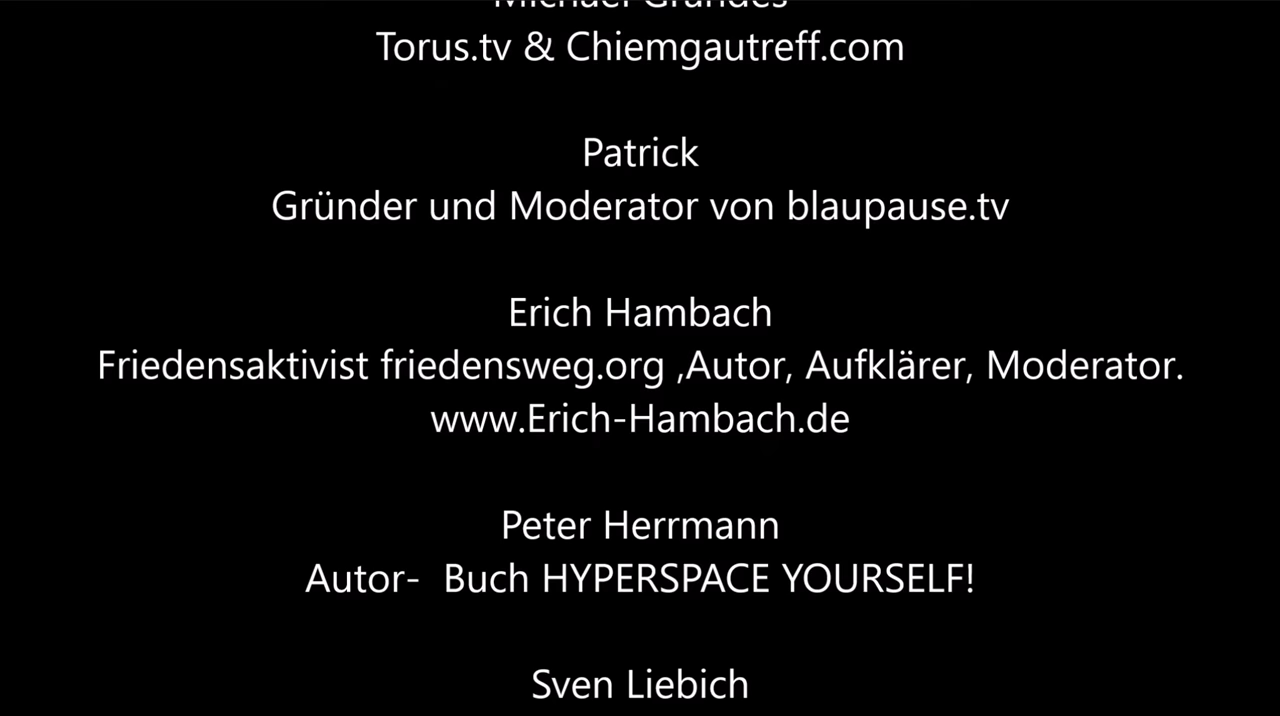 Torus.tv & Chiemgautreff.com
Patrick
Gründer und Moderator von blaupause.tv
Erich Hambach
Friedensaktivist friedensweg.org ,Autor, Aufklärer, Moderator.
www.Erich-Hambach.de
Peter Herrmann
Autor-  Buch HYPERSPACE YOURSELF!
Sven Liebich